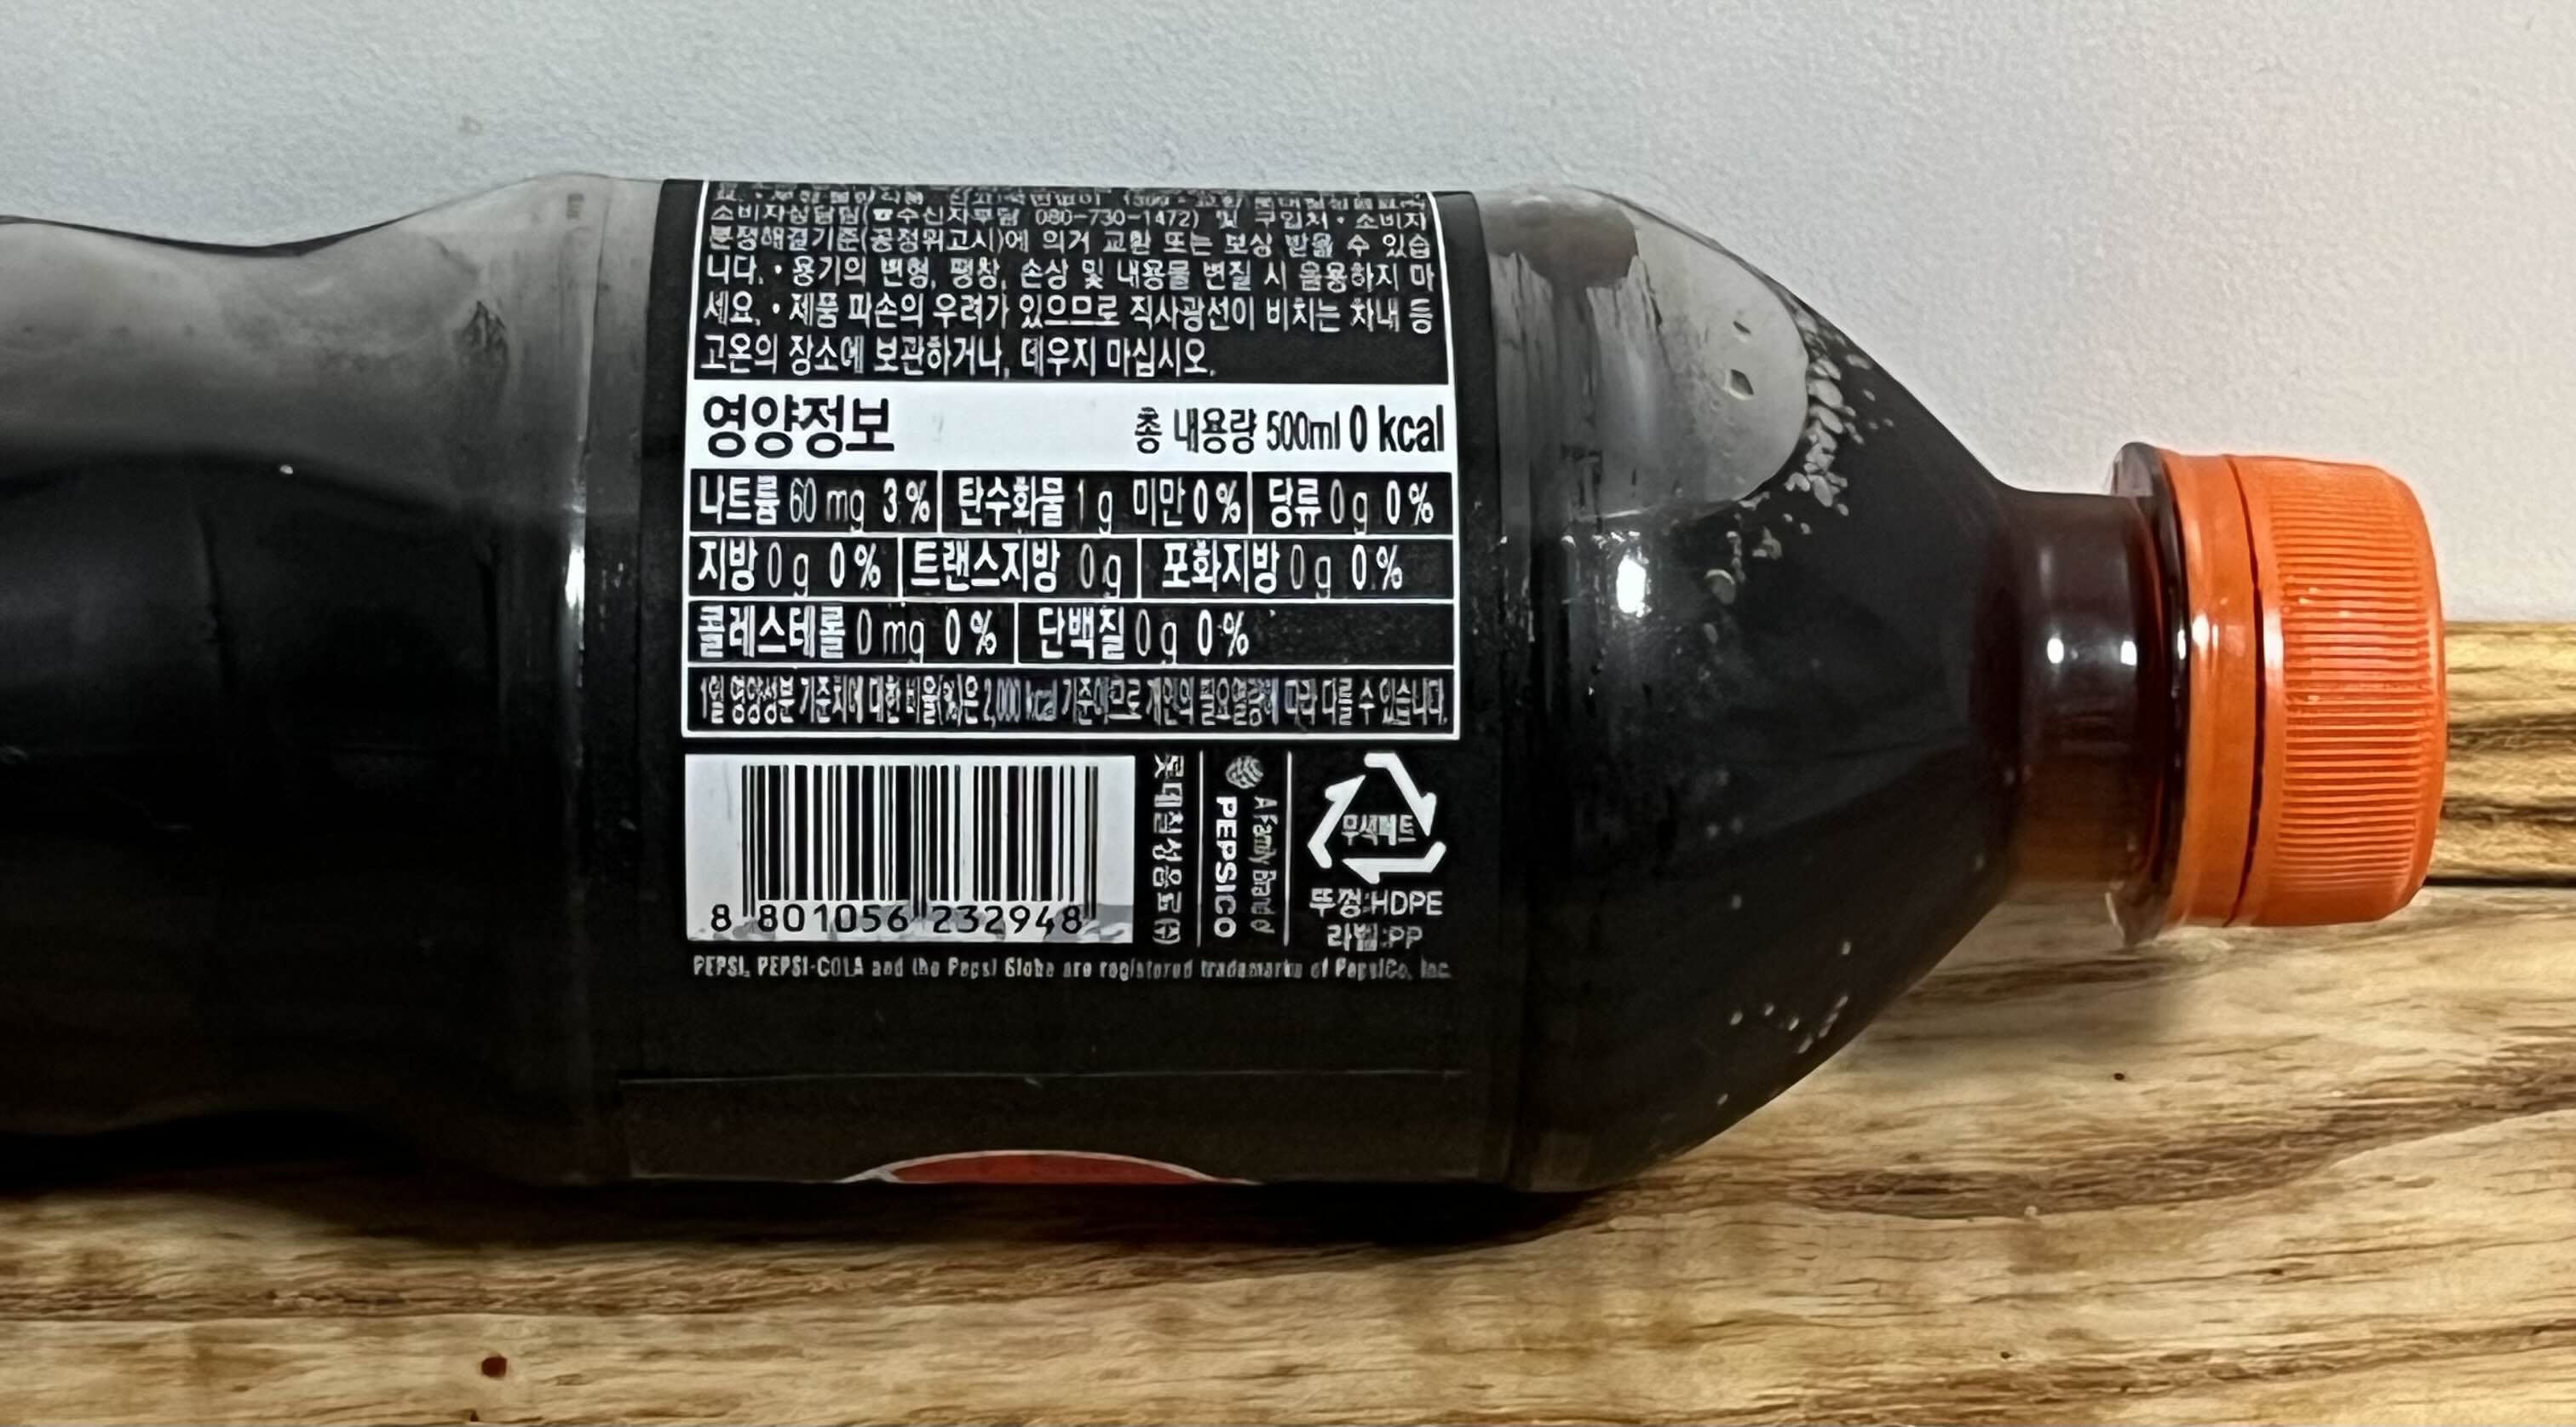 소비자상담팀(☎수신자부담 080-730-1472) 및 구입처 • 소비자
분쟁해결기준(공정위고시)에 의거 교환 또는 보상 받을 수 있습
니다. • 용기의 변형, 팽창, 손상 및 내용물 변질 시 음용하지 마
세요. • 제품 파손의 우려가 있으므로 직사광선이 비치는 차내 등
고온의 장소에 보관하거나, 데우지 마십시오.
영양정보 총 내용량 500ml 0 kcal
나트륨 60 mg 3 % 탄수화물 1 g 미만 0 % 당류 0 g 0 %
지방 0 g 0 % 트랜스지방 0 g 포화지방 0 g 0 %
콜레스테롤 0 mg 0 % 단백질 0 g 0 %
1일 영양성분 기준치에 대한 비율(%)은 2,000 kcal 기준이므로 개인의 필요열량에 따라 다를 수 있습니다.
8 801056 232948
롯데칠성음료(주)
A Family Brand of
PEPSICO
무색페트
뚜껑:HDPE
라벨:PP
PEPSI, PEPSI-COLA and the Pepsi Globe are registered trademarks of PepsiCo, Inc.